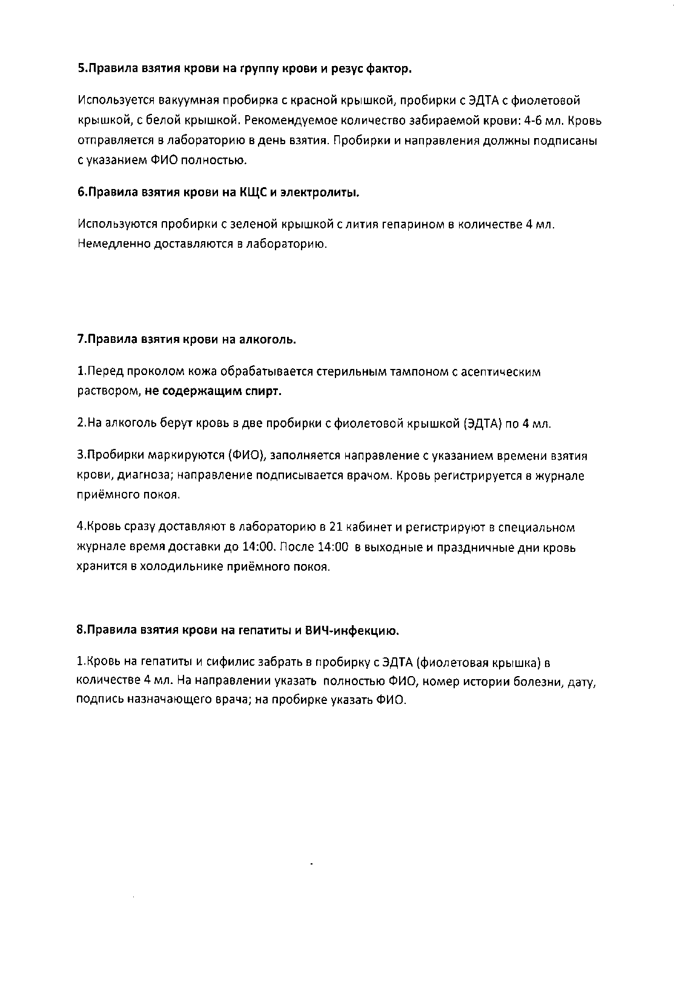 5.Правила взятия крови на группу крови и резус фактор.
Используется вакуумная пробирка с красной крышкой, пробирки с ЭДТА с фиолетовой
крышкой, с белой крышкой. Рекомендуемое количество забираемой крови: 4-6 мл. Кровь
отправляется в лабораторию в день взятия. Пробирки и направления должны подписаны
с указанием ФИО полностью.
6.Правила взятия крови на КЩС и электролиты.
Используются пробирки с зеленой крышкой с лития гепарином в количестве 4 мл.
Немедленно доставляются в лабораторию.
7.Правила взятия крови на алкоголь.
1.Перед проколом кожа обрабатывается стерильным тампоном с асептическим
раствором, не содержащим спирт.
2.На алкоголь берут кровь в две пробирки с фиолетовой крышкой (ЭДТА) по 4 мл.
3.Пробирки маркируются (ФИО), заполняется направление с указанием времени взятия
крови, диагноза; направление подписывается врачом. Кровь регистрируется в журнале
приёмного покоя.
4.Кровь сразу доставляют в лабораторию в 21 кабинет и регистрируют в специальном
журнале время доставки до 14:00. После 14:00 в выходные и праздничные дни кровь
хранится в холодильнике приёмного покоя.
8.Правила взятия крови на гепатиты и ВИЧ-инфекцию.
1.Кровь на гепатиты и сифилис забрать в пробирку с ЭДТА (фиолетовая крышка) в
количестве 4 мл. На направлении указать полностью ФИО, номер истории болезни, дату,
подпись назначающего врача; на пробирке указать ФИО.